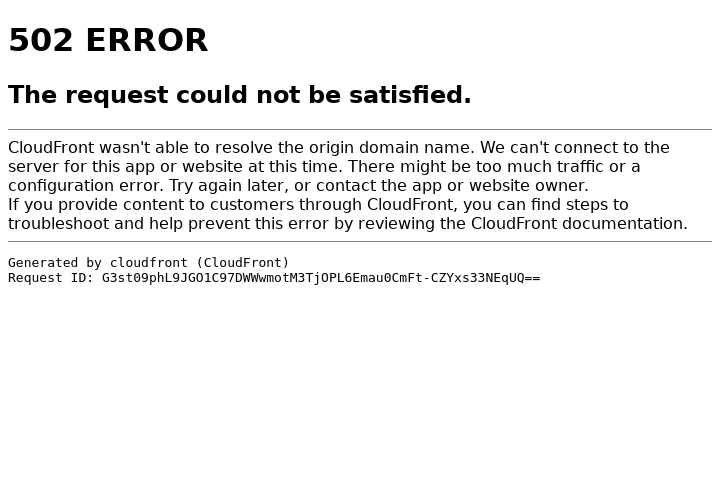 502 ERROR
The request could not be satisfied.
CloudFront wasn't able to resolve the origin domain name. We can't connect to the
server for this app or website at this time. There might be too much traffic or a
configuration error. Try again later, or contact the app or website owner.
If you provide content to customers through CloudFront, you can find steps to
troubleshoot and help prevent this error by reviewing the CloudFront documentation.
Generated by cloudfront (CloudFront)
Request ID: G3st09phL9JGO1C97DWWwmotM3TjOPL6Emau0CmFt-CZYxs33NEqUQ==